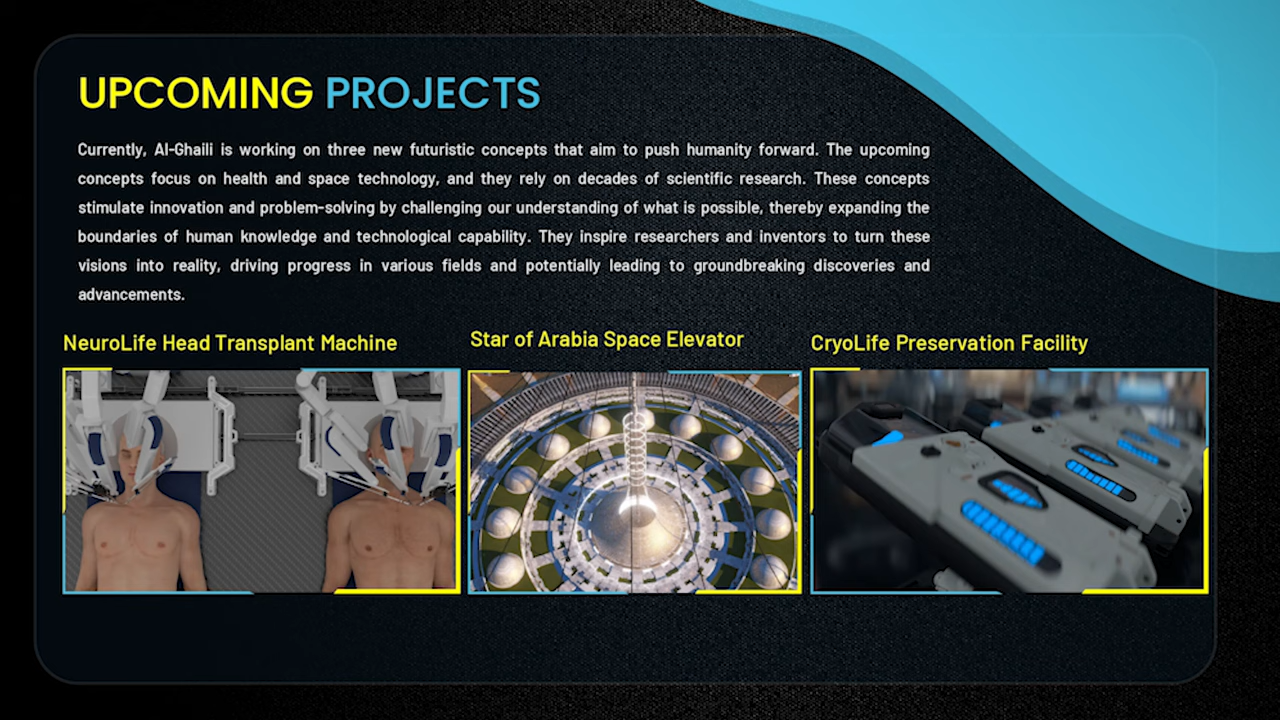 UPCOMING PROJECTS
Currently, Al-Ghaili is working on three new futuristic concepts that aim to push humanity forward. The upcoming
concepts focus on health and space technology, and they rely on decades of scientific research. These concepts
stimulate innovation and problem-solving by challenging our understanding of what is possible, thereby expanding the
boundaries of human knowledge and technological capability. They inspire researchers and inventors to turn these
visions into reality, driving progress in various fields and potentially leading to groundbreaking discoveries and
advancements.
NeuroLife Head Transplant Machine
Star of Arabia Space Elevator
CryoLife Preservation Facility